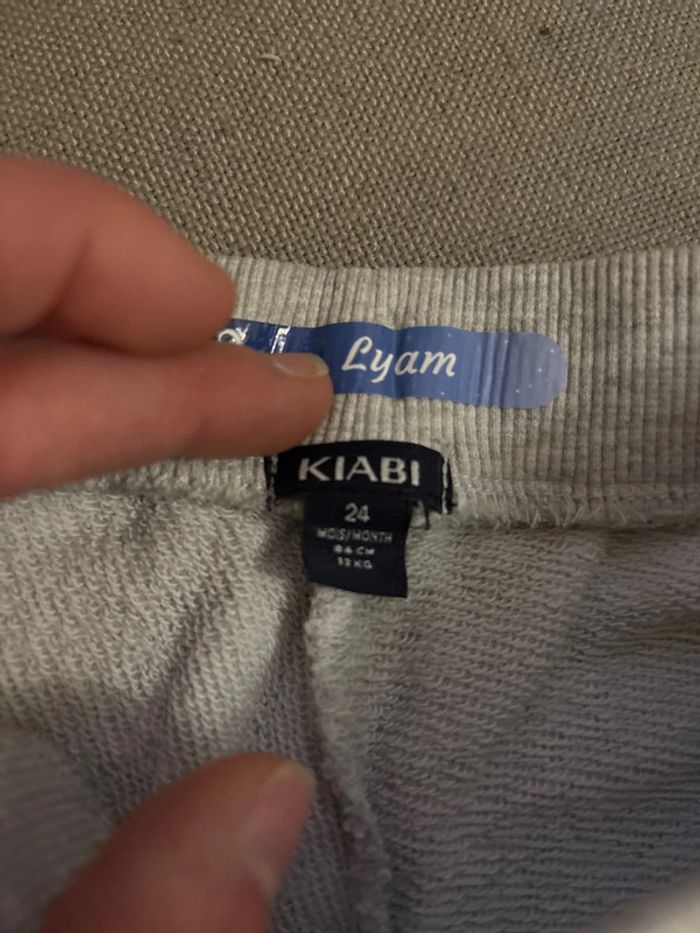 Lyam
KIABI
24
MOIS/MONTH
86 CM
12 KG